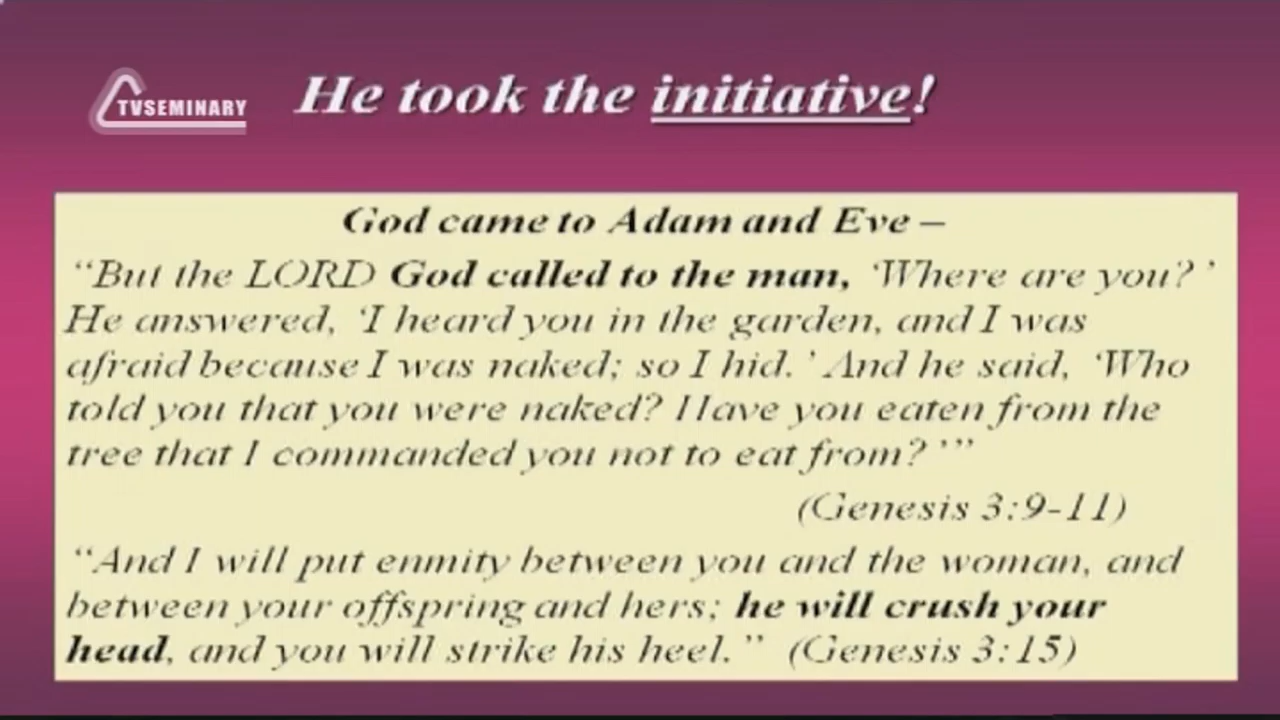 TVSEMINARY
He took the initiative!
God came to Adam and Eve –
“But the LORD God called to the man, ‘Where are you?’
He answered, ‘I heard you in the garden, and I was
afraid because I was naked; so I hid.’ And he said, ‘Who
told you that you were naked? Have you eaten from the
tree that I commanded you not to eat from?’”
(Genesis 3:9-11)
“And I will put enmity between you and the woman, and
between your offspring and hers; he will crush your
head, and you will strike his heel.” (Genesis 3:15)